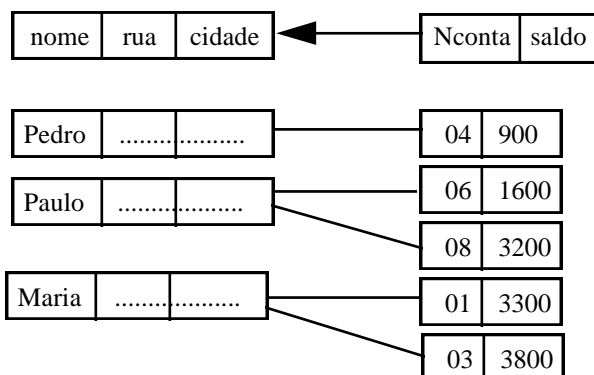 nome rua cidade Nconta saldo
Pedro ................... 04 900
Paulo ................... 06 1600
08 3200
Maria ................... 01 3300
03 3800